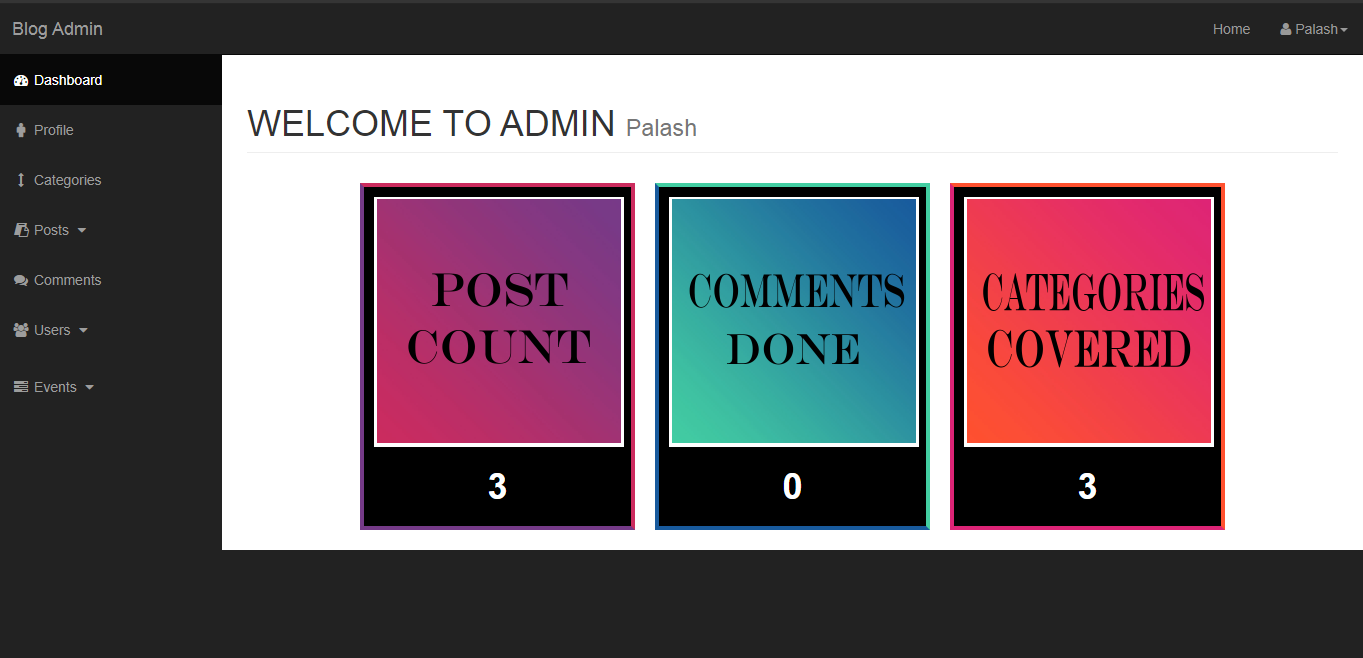 Blog Admin
Home
Palash
Dashboard
Profile
Categories
Posts
Comments
Users
Events
WELCOME TO ADMIN Palash
POST
COUNT
3
COMMENTS
DONE
0
CATEGORIES
COVERED
3